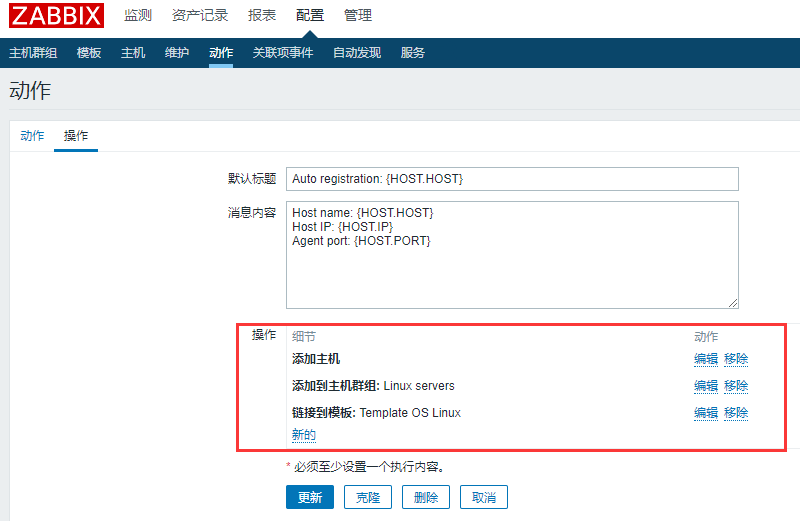 ZABBIX 监测 资产记录 报表 配置 管理
主机群组 模板 主机 维护 动作 关联项事件 自动发现 服务
动作
动作 操作
默认标题 Auto registration: {HOST.HOST}
消息内容 Host name: {HOST.HOST}
Host IP: {HOST.IP}
Agent port: {HOST.PORT}
操作 细节 动作
添加主机 编辑 移除
添加到主机群组: Linux servers 编辑 移除
链接到模板: Template OS Linux 编辑 移除
新的
* 必须至少设置一个执行内容。
更新 克隆 删除 取消